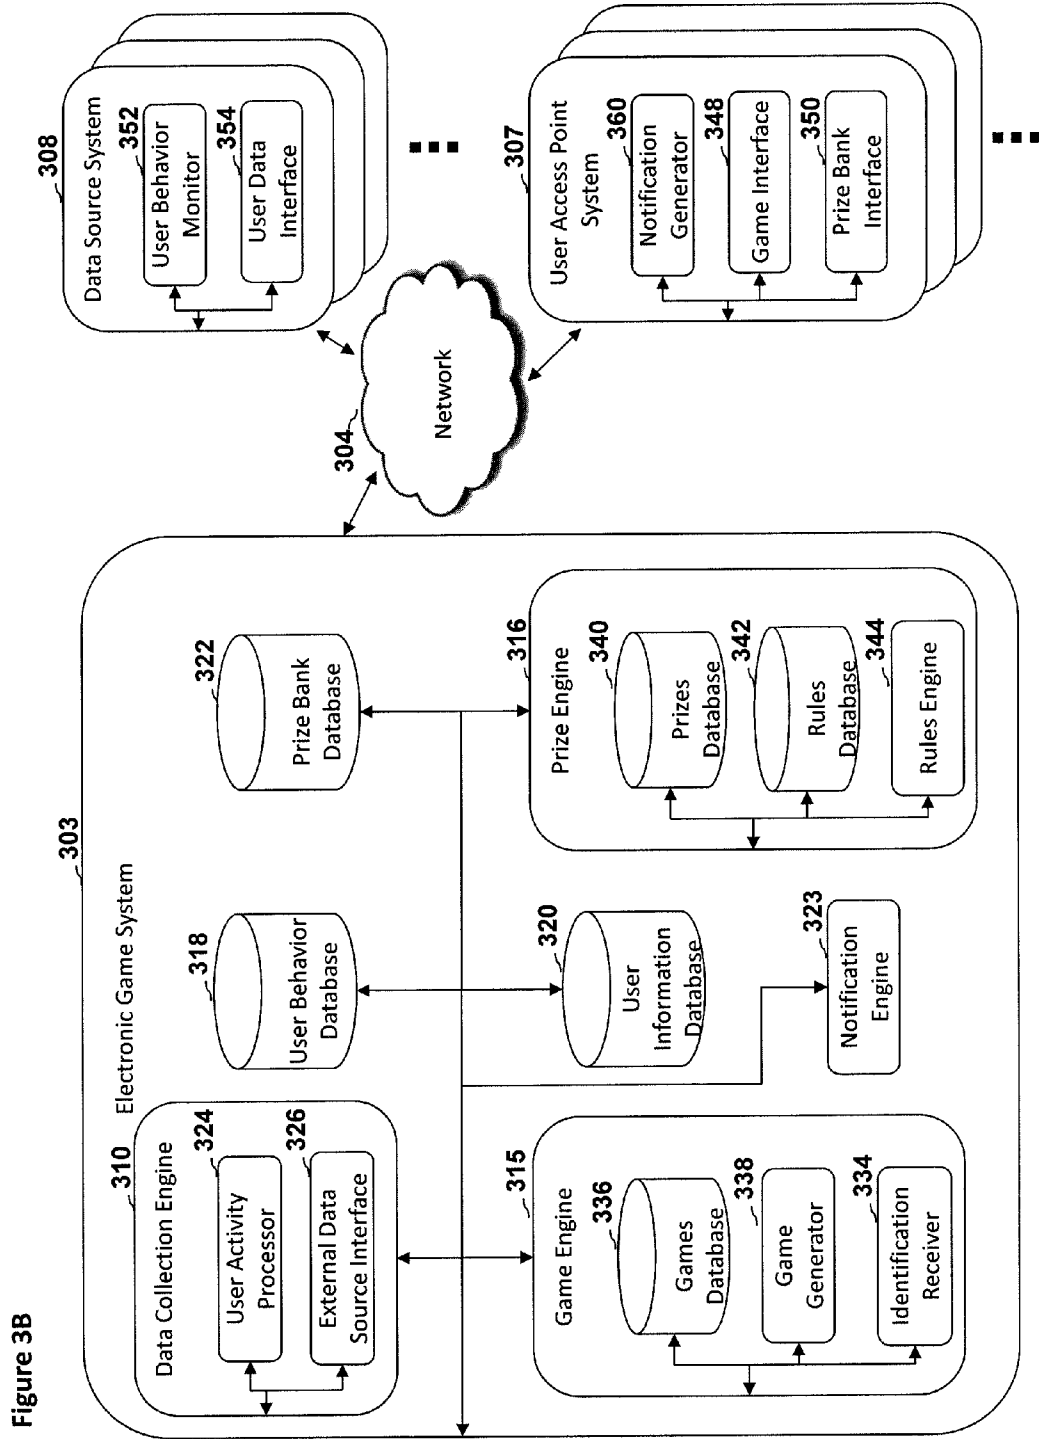 Figure 3B
303
Electronic Game System
310
Data Collection Engine
324
User Activity
Processor
326
External Data
Source Interface
318
User Behavior
Database
322
Prize Bank
Database
315
Game Engine
336
Games
Database
338
Game
Generator
334
Identification
Receiver
320
User
Information
Database
323
Notification
Engine
316
Prize Engine
340
Prizes
Database
342
Rules
Database
344
Rules Engine
304
Network
308
Data Source System
352
User Behavior
Monitor
354
User Data
Interface
307
User Access Point
System
360
Notification
Generator
348
Game Interface
350
Prize Bank
Interface